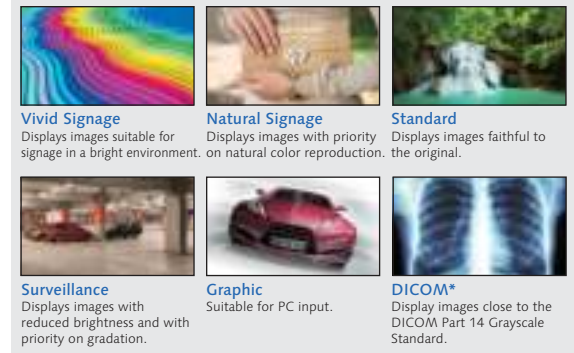 Vivid Signage
Displays images suitable for
signage in a bright environment.
Natural Signage
Displays images with priority
on natural color reproduction.
Standard
Displays images faithful to
the original.
Surveillance
Displays images with
reduced brightness and with
priority on gradation.
Graphic
Suitable for PC input.
DICOM*
Display images close to the
DICOM Part 14 Grayscale
Standard.